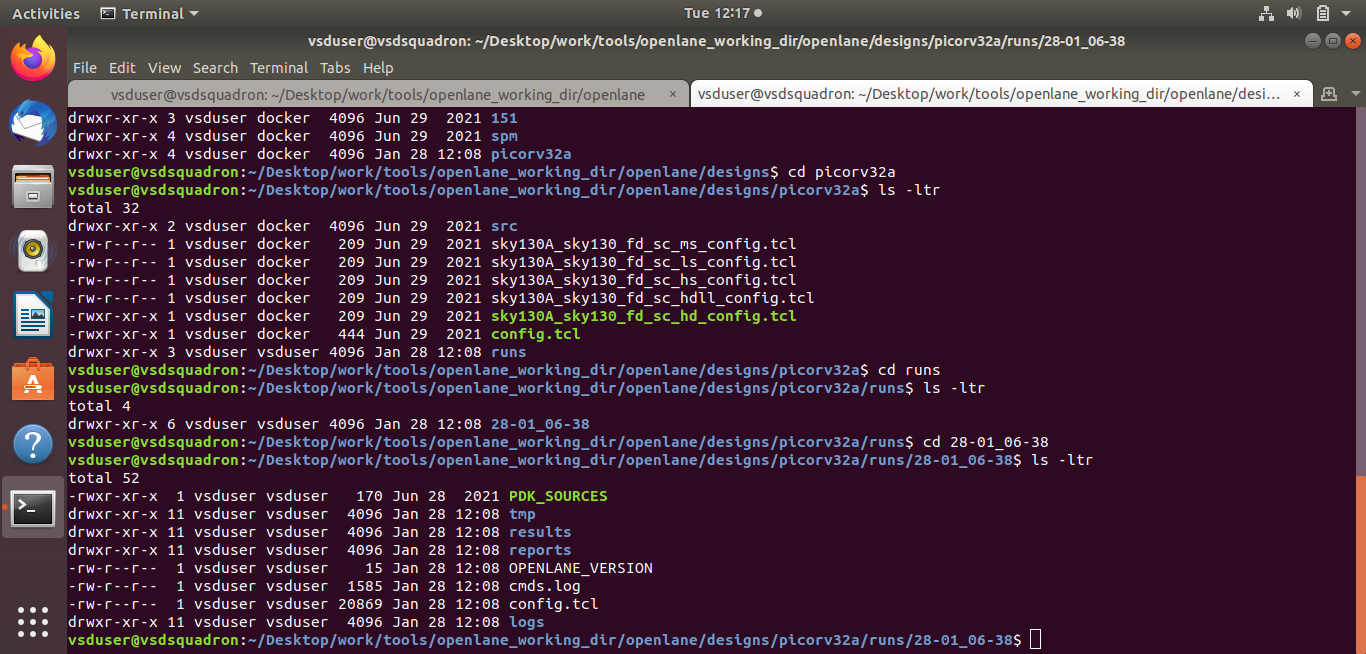 Activities Terminal Tue 12:17
vsduser@vsdsquadron: ~/Desktop/work/tools/openlane_working_dir/openlane/designs/picorv32a/runs/28-01_06-38
File Edit View Search Terminal Tabs Help
vsduser@vsdsquadron: ~/Desktop/work/tools/openlane_working_dir/openlane × vsduser@vsdsquadron: ~/Desktop/work/tools/openlane_working_dir/openlane/desi... ×
drwxr-xr-x 3 vsduser docker  4096 Jun 29  2021 151
drwxr-xr-x 4 vsduser docker  4096 Jun 29  2021 spm
drwxr-xr-x 4 vsduser docker  4096 Jan 28 12:08 picorv32a
vsduser@vsdsquadron:~/Desktop/work/tools/openlane_working_dir/openlane/designs$ cd picorv32a
vsduser@vsdsquadron:~/Desktop/work/tools/openlane_working_dir/openlane/designs/picorv32a$ ls -ltr
total 32
drwxr-xr-x 2 vsduser docker  4096 Jun 29  2021 src
-rw-r--r-- 1 vsduser docker   209 Jun 29  2021 sky130A_sky130_fd_sc_ms_config.tcl
-rw-r--r-- 1 vsduser docker   209 Jun 29  2021 sky130A_sky130_fd_sc_ls_config.tcl
-rw-r--r-- 1 vsduser docker   209 Jun 29  2021 sky130A_sky130_fd_sc_hs_config.tcl
-rw-r--r-- 1 vsduser docker   209 Jun 29  2021 sky130A_sky130_fd_sc_hdll_config.tcl
-rwxr-xr-x 1 vsduser docker   209 Jun 29  2021 sky130A_sky130_fd_sc_hd_config.tcl
-rwxr-xr-x 1 vsduser docker   444 Jun 29  2021 config.tcl
drwxr-xr-x 3 vsduser vsduser 4096 Jan 28 12:08 runs
vsduser@vsdsquadron:~/Desktop/work/tools/openlane_working_dir/openlane/designs/picorv32a$ cd runs
vsduser@vsdsquadron:~/Desktop/work/tools/openlane_working_dir/openlane/designs/picorv32a/runs$ ls -ltr
total 4
drwxr-xr-x 6 vsduser vsduser 4096 Jan 28 12:08 28-01_06-38
vsduser@vsdsquadron:~/Desktop/work/tools/openlane_working_dir/openlane/designs/picorv32a/runs$ cd 28-01_06-38
vsduser@vsdsquadron:~/Desktop/work/tools/openlane_working_dir/openlane/designs/picorv32a/runs/28-01_06-38$ ls -ltr
total 52
-rwxr-xr-x  1 vsduser vsduser   170 Jun 28  2021 PDK_SOURCES
drwxr-xr-x 11 vsduser vsduser  4096 Jan 28 12:08 tmp
drwxr-xr-x 11 vsduser vsduser  4096 Jan 28 12:08 results
drwxr-xr-x 11 vsduser vsduser  4096 Jan 28 12:08 reports
-rw-r--r--  1 vsduser vsduser    15 Jan 28 12:08 OPENLANE_VERSION
-rw-r--r--  1 vsduser vsduser  1585 Jan 28 12:08 cmds.log
-rw-r--r--  1 vsduser vsduser 20869 Jan 28 12:08 config.tcl
drwxr-xr-x 11 vsduser vsduser  4096 Jan 28 12:08 logs
vsduser@vsdsquadron:~/Desktop/work/tools/openlane_working_dir/openlane/designs/picorv32a/runs/28-01_06-38$